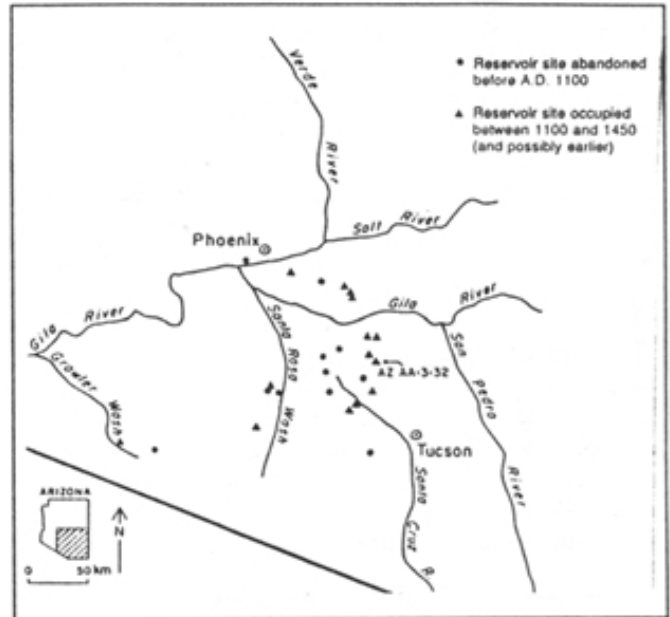 Verde
River
Reservoir site abandoned
before A.D. 1100
Reservoir site occupied
between 1100 and 1450
(and possibly earlier)
Salt River
Phoenix
Gila River
Gila River
Santa Rosa Wash
San Pedro River
Growler Wash
AZ AA-3-32
Tucson
Santa Cruz R.
ARIZONA
N
0 50 km